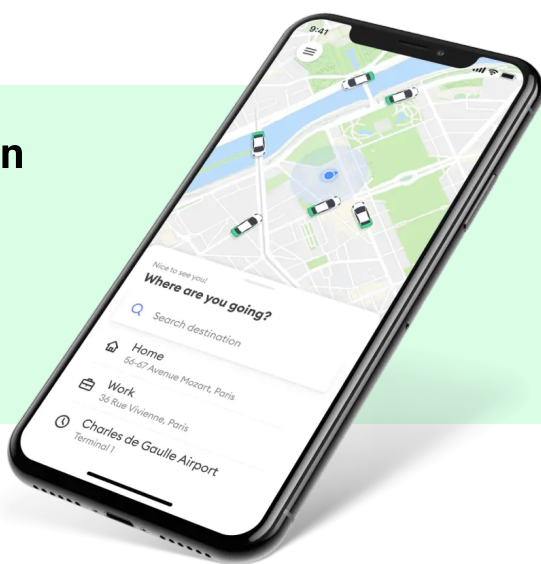 n
9:41
Nice to see you!
Where are you going?
Search destination
Home
56-67 Avenue Mozart, Paris
Work
36 Rue Vivienne, Paris
Charles de Gaulle Airport
Terminal 1